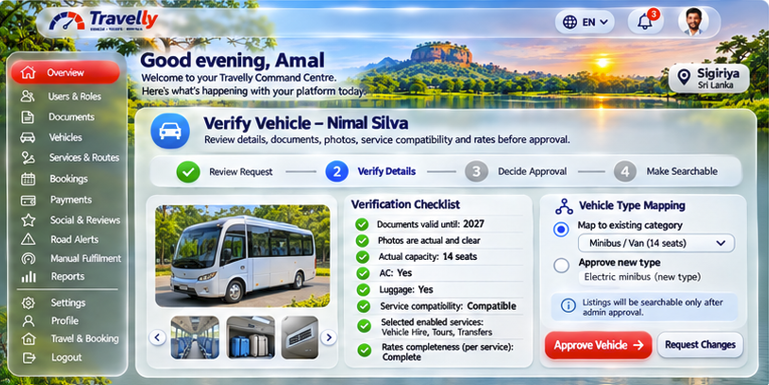 Travelly
EN
3
Good evening, Amal
Welcome to your Travelly Command Centre.
Here's what's happening with your platform today.
Sigiriya
Sri Lanka
Overview
Users & Roles
Documents
Vehicles
Services & Routes
Bookings
Payments
Social & Reviews
Road Alerts
Manual Fulfilment
Reports
Settings
Profile
Travel & Booking
Logout
Verify Vehicle – Nimal Silva
Review details, documents, photos, service compatibility and rates before approval.
Review Request
2 Verify Details
3 Decide Approval
4 Make Searchable
Verification Checklist
Documents valid until: 2027
Photos are actual and clear
Actual capacity: 14 seats
AC: Yes
Luggage: Yes
Service compatibility: Compatible
Selected enabled services:
Vehicle Hire, Tours, Transfers
Rates completeness (per service):
Complete
Vehicle Type Mapping
Map to existing category
Minibus / Van (14 seats)
Approve new type
Electric minibus (new type)
Listings will be searchable only after
admin approval.
Approve Vehicle →
Request Changes